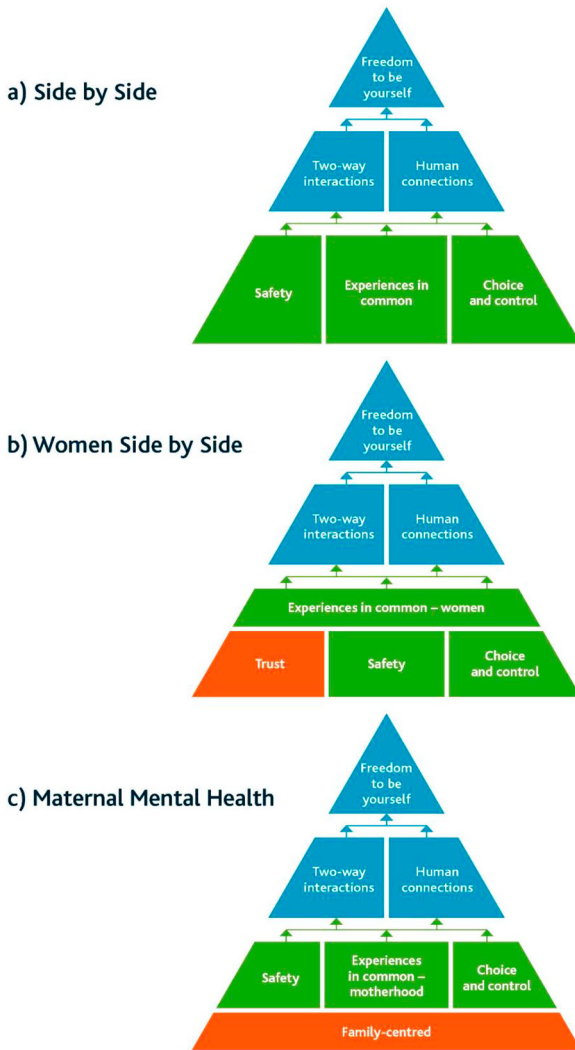 a) Side by Side
Freedom
to be
yourself
Two-way
interactions
Human
connections
Safety
Experiences in
common
Choice
and control
b) Women Side by Side
Freedom
to be
yourself
Two-way
interactions
Human
connections
Experiences in common – women
Trust
Safety
Choice
and control
c) Maternal Mental Health
Freedom
to be
yourself
Two-way
interactions
Human
connections
Safety
Experiences
in common –
motherhood
Choice
and control
Family-centred